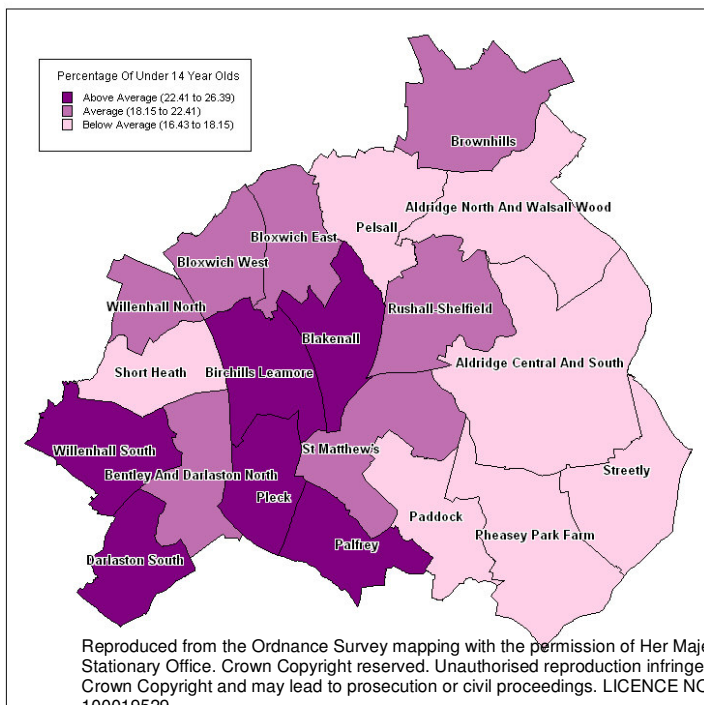 Percentage Of Under 14 Year Olds
Above Average (22.41 to 26.39)
Average (18.15 to 22.41)
Below Average (16.43 to 18.15)
Brownhills
Aldridge North And Walsall Wood
Pelsall
Bloxwich East
Bloxwich West
Willenhall North
Rushall-Shelfield
Blakenall
Aldridge Central And South
Short Heath
Birchills Leamore
Willenhall South
St Matthew's
Streetly
Bentley And Darlaston North
Pleck
Paddock
Pheasey Park Farm
Palfrey
Darlaston South
Reproduced from the Ordnance Survey mapping with the permission of Her Maje
Stationary Office. Crown Copyright reserved. Unauthorised reproduction infringe
Crown Copyright and may lead to prosecution or civil proceedings. LICENCE NO
100019529